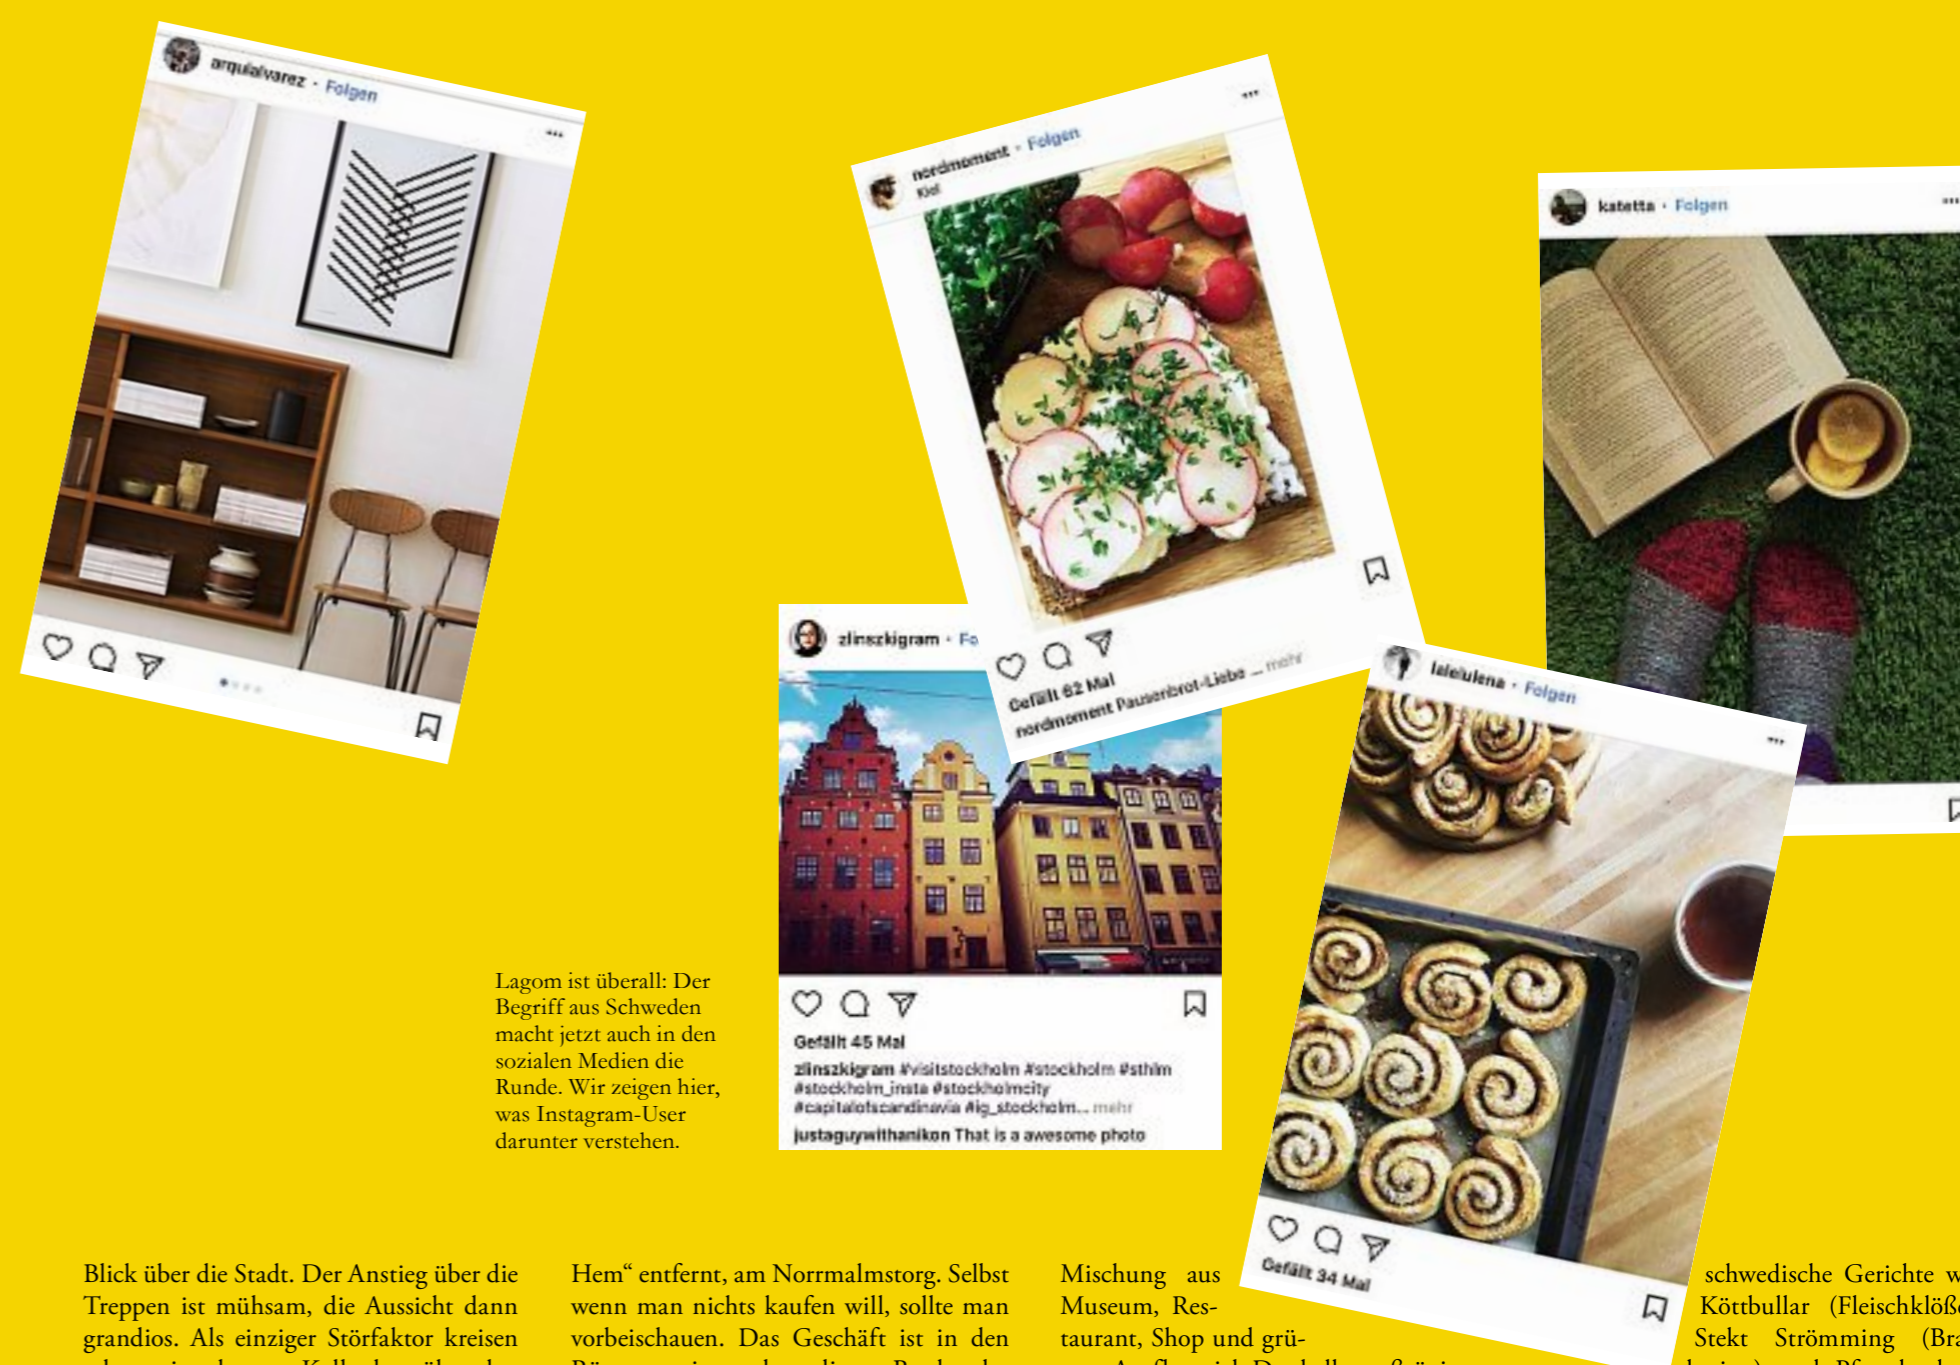 arquialvarez · Folgen
nordmoment · Folgen
Kiel
Gefällt 62 Mal
nordmoment Pausenbrot-Liebe ... mehr
katetta · Folgen
zlinszkigram · Fo
Gefällt 45 Mal
zlinszkigram #visitstockholm #stockholm #sthlm
#stockholm_insta #stockholmcity
#capitalofscandinavia #ig_stockholm... mehr
justaguywithanikon That is a awesome photo
lalelulena · Folgen
Gefällt 34 Mal
Lagom ist überall: Der
Begriff aus Schweden
macht jetzt auch in den
sozialen Medien die
Runde. Wir zeigen hier,
was Instagram-User
darunter verstehen.
Blick über die Stadt. Der Anstieg über die
Treppen ist mühsam, die Aussicht dann
grandios. Als einziger Störfaktor kreisen
Hem“ entfernt, am Norrmalmstorg. Selbst
wenn man nichts kaufen will, sollte man
vorbeischauen. Das Geschäft ist in den
Mischung aus
Museum, Res-
taurant, Shop und grü-
schwedische Gerichte w
Köttbullar (Fleischklöße
Stekt Strömming (Bra